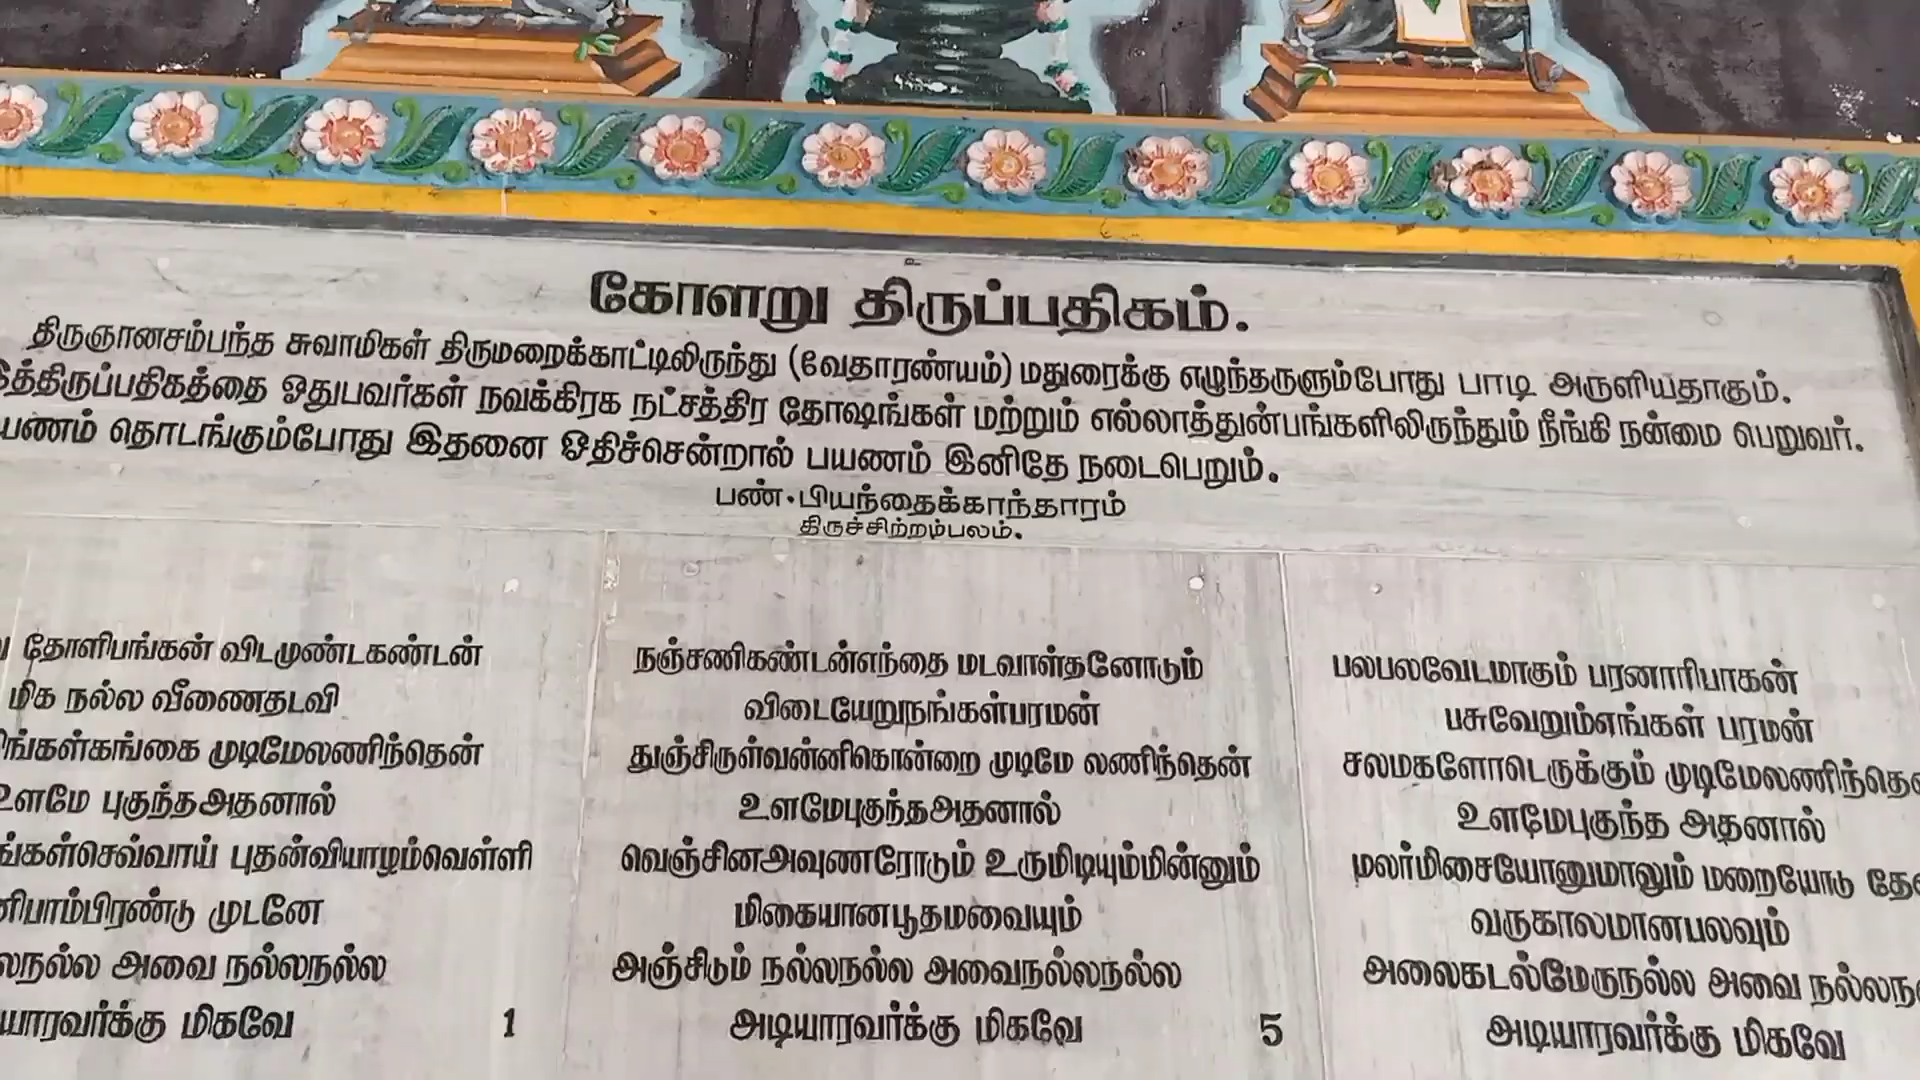 கோளறு திருப்பதிகம்.
திருஞானசம்பந்த சுவாமிகள் திருமறைக்காட்டிலிருந்து (வேதாரண்யம்) மதுரைக்கு எழுந்தருளும்போது பாடி அருளியதாகும்.
இத்திருப்பதிகத்தை ஓதுபவர்கள் நவக்கிரக நட்சத்திர தோஷங்கள் மற்றும் எல்லாத்துன்பங்களிலிருந்தும் நீங்கி நன்மை பெறுவர்.
யணம் தொடங்கும்போது இதனை ஓதிச்சென்றால் பயணம் இனிதே நடைபெறும்.
பண்.பியந்தைக்காந்தாரம்
திருச்சிற்றம்பலம்.
தோளிபங்கன் விடமுண்டகண்டன்
மிக நல்ல வீணைதடவி
ங்கள்கங்கை முடிமேலணிந்தென்
உளமே புகுந்தஅதனால்
ங்கள்செவ்வாய் புதன்வியாழம்வெள்ளி
னிபாம்பிரண்டு முடனே
லநல்ல அவை நல்லநல்ல
யாரவர்க்கு மிகவே 1
நஞ்சணிகண்டன்எந்தை மடவாள்தனோடும்
விடையேறுநங்கள்பரமன்
துஞ்சிருள்வன்னிகொன்றை முடிமே லணிந்தென்
உளமேபுகுந்தஅதனால்
வெஞ்சினஅவுணரோடும் உருமிடியும்மின்னும்
மிகையானபூதமவையும்
அஞ்சிடும் நல்லநல்ல அவைநல்லநல்ல
அடியாரவர்க்கு மிகவே 5
பலபலவேடமாகும் பரனாரிபாகன்
பசுவேறும்எங்கள் பரமன்
சலமகளோடெருக்கும் முடிமேலணிந்தென்
உளமேபுகுந்த அதனால்
மலர்மிசையோனுமாலும் மறையோடு தே
வருகாலமானபலவும்
அலைகடல்மேருநல்ல அவை நல்லந
அடியாரவர்க்கு மிகவே